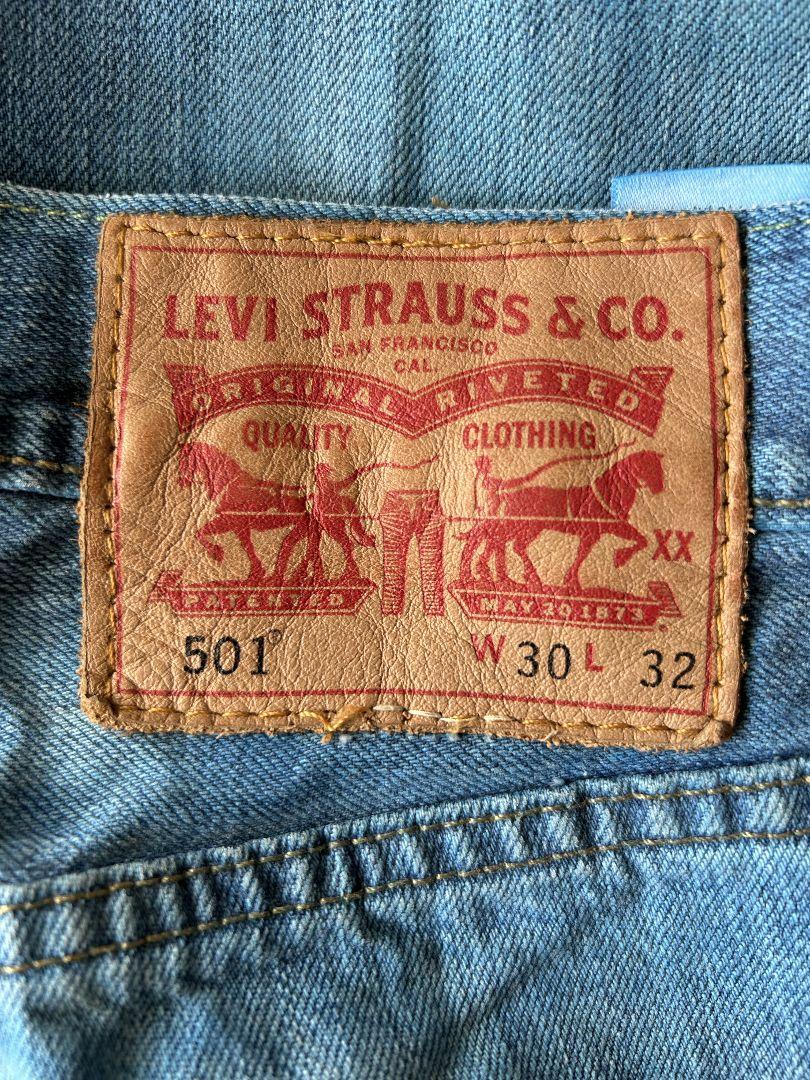 LEVI STRAUSS & CO.
SAN FRANCISCO
CAL.
ORIGINAL RIVETED
QUALITY CLOTHING
XX
PATENTED MAY 20 1873
501® W 30 L 32